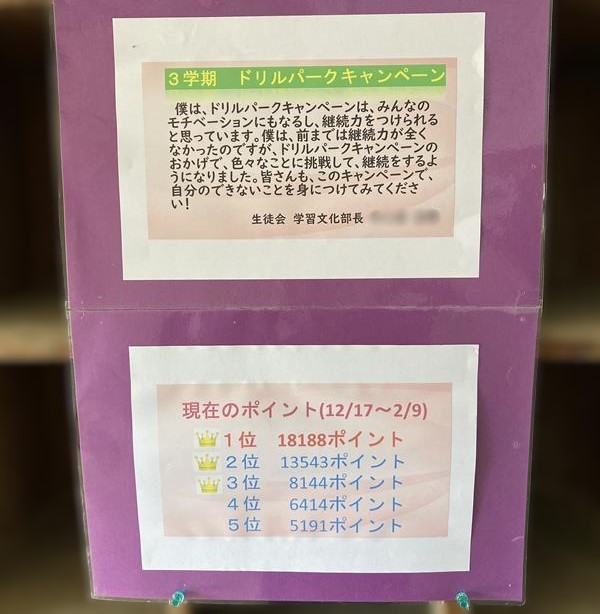 3学期　ドリルパークキャンペーン
僕は、ドリルパークキャンペーンは、みんなの
モチベーションにもなるし、継続力をつけられる
と思っています。僕は、前までは継続力が全く
なかったのですが、ドリルパークキャンペーンの
おかげで、色々なことに挑戦して、継続をするよ
うになりました。皆さんも、このキャンペーンで、
自分のできないことを身につけてみてくださ
い！
生徒会 学習文化部長
現在のポイント(12/17～2/9)
1位 18188ポイント
2位 13543ポイント
3位 8144ポイント
4位 6414ポイント
5位 5191ポイント